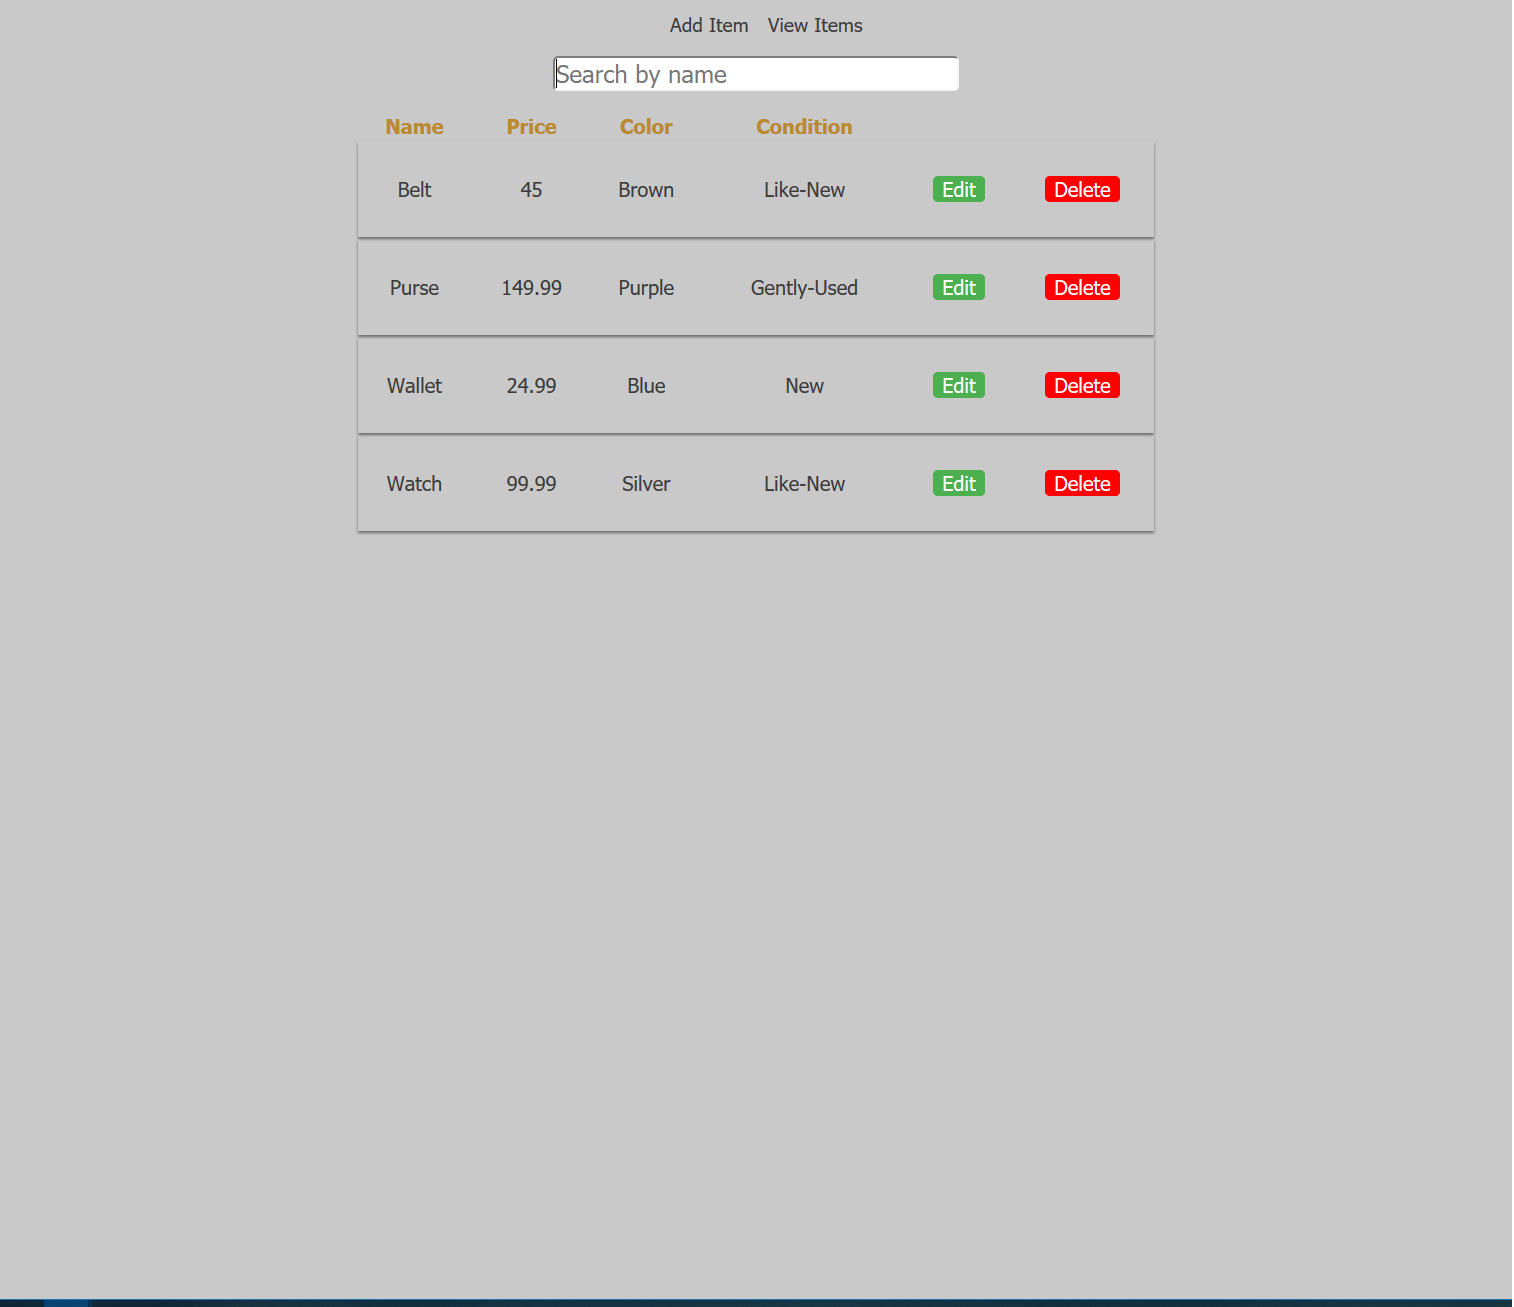 Add Item View Items
Search by name
Name Price Color Condition
Belt 45 Brown Like-New Edit Delete
Purse 149.99 Purple Gently-Used Edit Delete
Wallet 24.99 Blue New Edit Delete
Watch 99.99 Silver Like-New Edit Delete